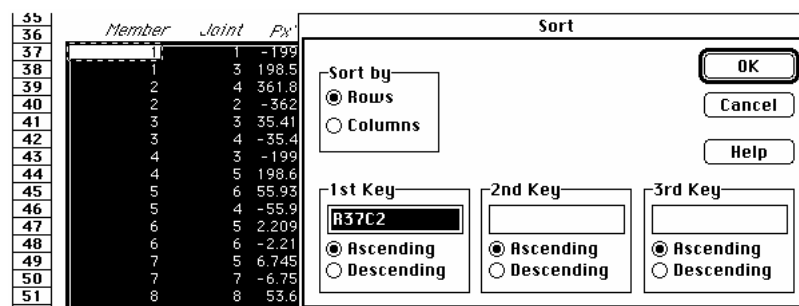 35
36 Member Joint Px'
37 1 1 -199
38 1 3 198.5
39 2 4 361.8
40 2 2 -362
41 3 3 35.41
42 3 4 -35.4
43 4 3 -199
44 4 5 198.6
45 5 6 55.93
46 5 4 -55.9
47 6 5 2.209
48 6 6 -2.21
49 7 5 6.745
50 7 7 -6.75
51 8 8 53.6
Sort
Sort by
Rows
Columns
OK
Cancel
Help
1st Key
R37C2
Ascending
Descending
2nd Key
Ascending
Descending
3rd Key
Ascending
Descending